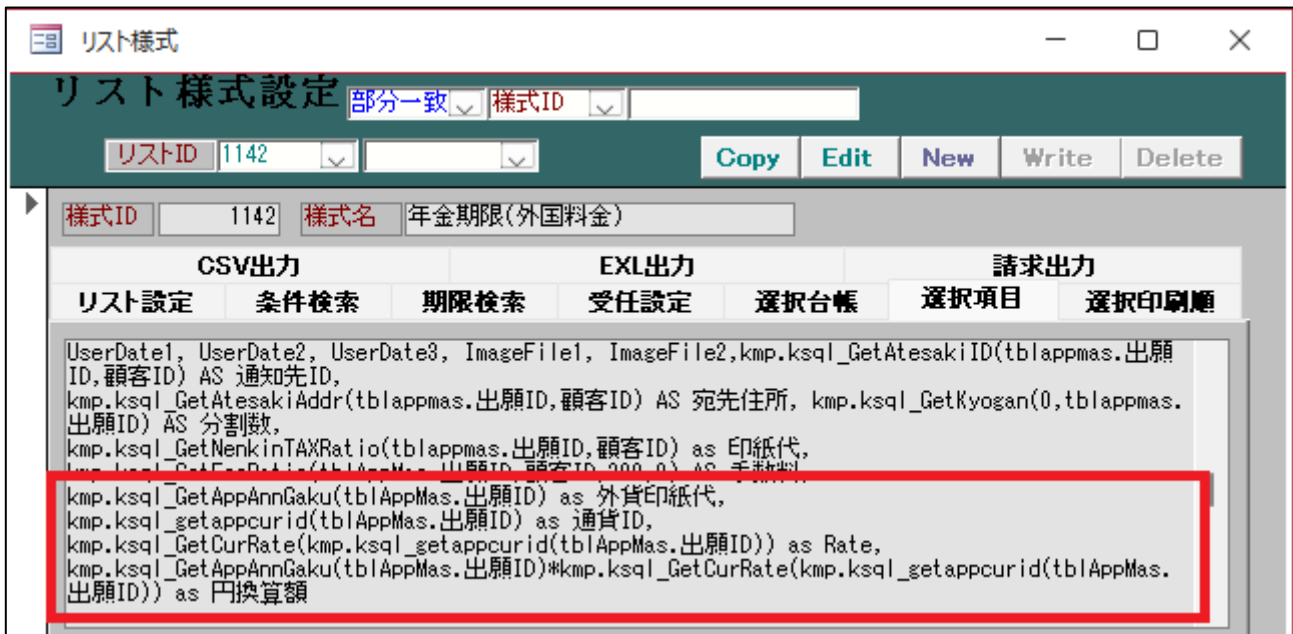 リスト様式
リスト様式設定 部分一致 様式ID
リストID 1142 Copy Edit New Write Delete
様式ID 1142 様式名 年金期限(外国料金)
CSV出力 EXL出力 請求出力
リスト設定 条件検索 期限検索 受任設定 選択台帳 選択項目 選択印刷順
UserDate1, UserDate2, UserDate3, ImageFile1, ImageFile2,kmp.ksql_GetAtesakiID(tblappmas.出願
ID,顧客ID) AS 通知先ID,
kmp.ksql_GetAtesakiAddr(tblappmas.出願ID,顧客ID) AS 宛先住所, kmp.ksql_GetKyogan(0,tblappmas.
出願ID) AS 分割数,
kmp.ksql_GetNenkinTAXRatio(tblappmas.出願ID,顧客ID) as 印紙代,
kmp.ksql_GetAppAnnGaku(tblAppMas.出願ID) as 外貨印紙代,
kmp.ksql_getappcurid(tblAppMas.出願ID) as 通貨ID,
kmp.ksql_GetCurRate(kmp.ksql_getappcurid(tblAppMas.出願ID)) as Rate,
kmp.ksql_GetAppAnnGaku(tblAppMas.出願ID)*kmp.ksql_GetCurRate(kmp.ksql_getappcurid(tblAppMas.
出願ID)) as 円換算額